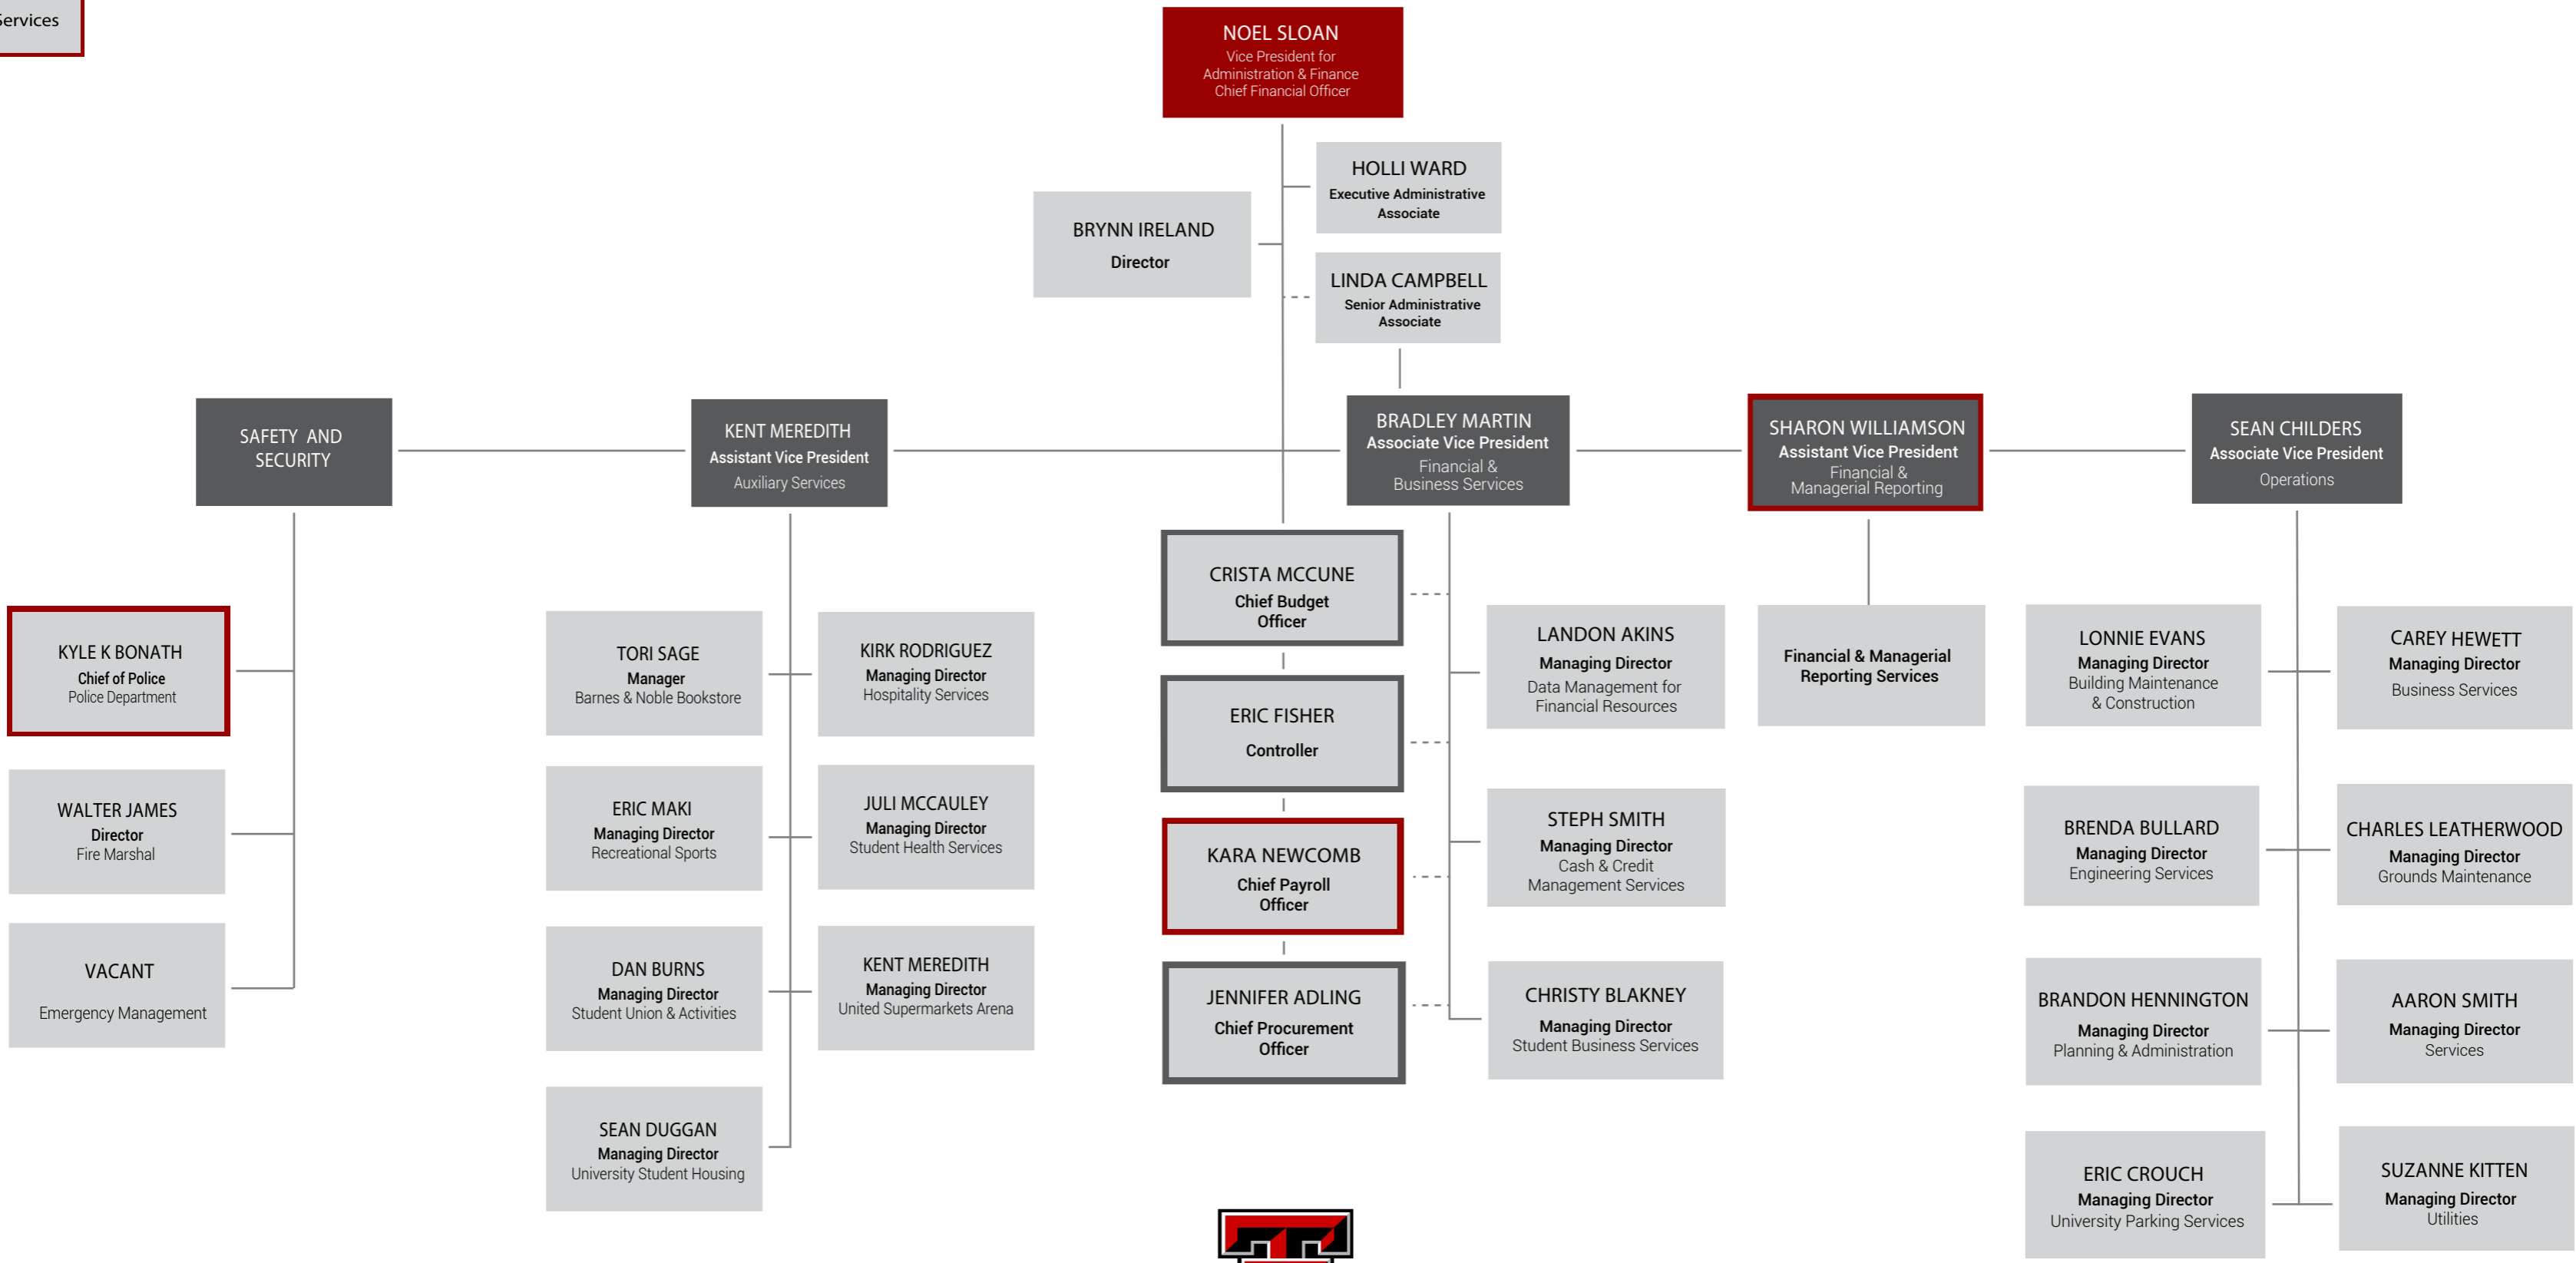 Services
NOEL SLOAN
Vice President for
Administration & Finance
Chief Financial Officer
HOLLI WARD
Executive Administrative
Associate
BRYNN IRELAND
Director
LINDA CAMPBELL
Senior Administrative
Associate
SAFETY AND
SECURITY
KENT MEREDITH
Assistant Vice President
Auxiliary Services
BRADLEY MARTIN
Associate Vice President
Financial &
Business Services
SHARON WILLIAMSON
Assistant Vice President
Financial &
Managerial Reporting
SEAN CHILDERS
Associate Vice President
Operations
KYLE K BONATH
Chief of Police
Police Department
WALTER JAMES
Director
Fire Marshal
VACANT
Emergency Management
TORI SAGE
Manager
Barnes & Noble Bookstore
KIRK RODRIGUEZ
Managing Director
Hospitality Services
ERIC MAKI
Managing Director
Recreational Sports
JULI MCCAULEY
Managing Director
Student Health Services
DAN BURNS
Managing Director
Student Union & Activities
KENT MEREDITH
Managing Director
United Supermarkets Arena
SEAN DUGGAN
Managing Director
University Student Housing
CRISTA MCCUNE
Chief Budget
Officer
ERIC FISHER
Controller
KARA NEWCOMB
Chief Payroll
Officer
JENNIFER ADLING
Chief Procurement
Officer
LANDON AKINS
Managing Director
Data Management for
Financial Resources
STEPH SMITH
Managing Director
Cash & Credit
Management Services
CHRISTY BLAKNEY
Managing Director
Student Business Services
Financial & Managerial
Reporting Services
LONNIE EVANS
Managing Director
Building Maintenance
& Construction
CAREY HEWETT
Managing Director
Business Services
BRENDA BULLARD
Managing Director
Engineering Services
CHARLES LEATHERWOOD
Managing Director
Grounds Maintenance
BRANDON HENNINGTON
Managing Director
Planning & Administration
AARON SMITH
Managing Director
Services
ERIC CROUCH
Managing Director
University Parking Services
SUZANNE KITTEN
Managing Director
Utilities